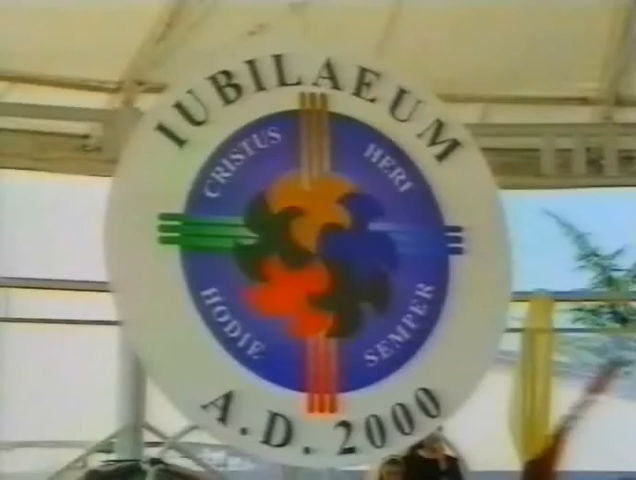 IUBILAEUM
CRISTUS HERI
HODIE SEMPER
A.D. 2000